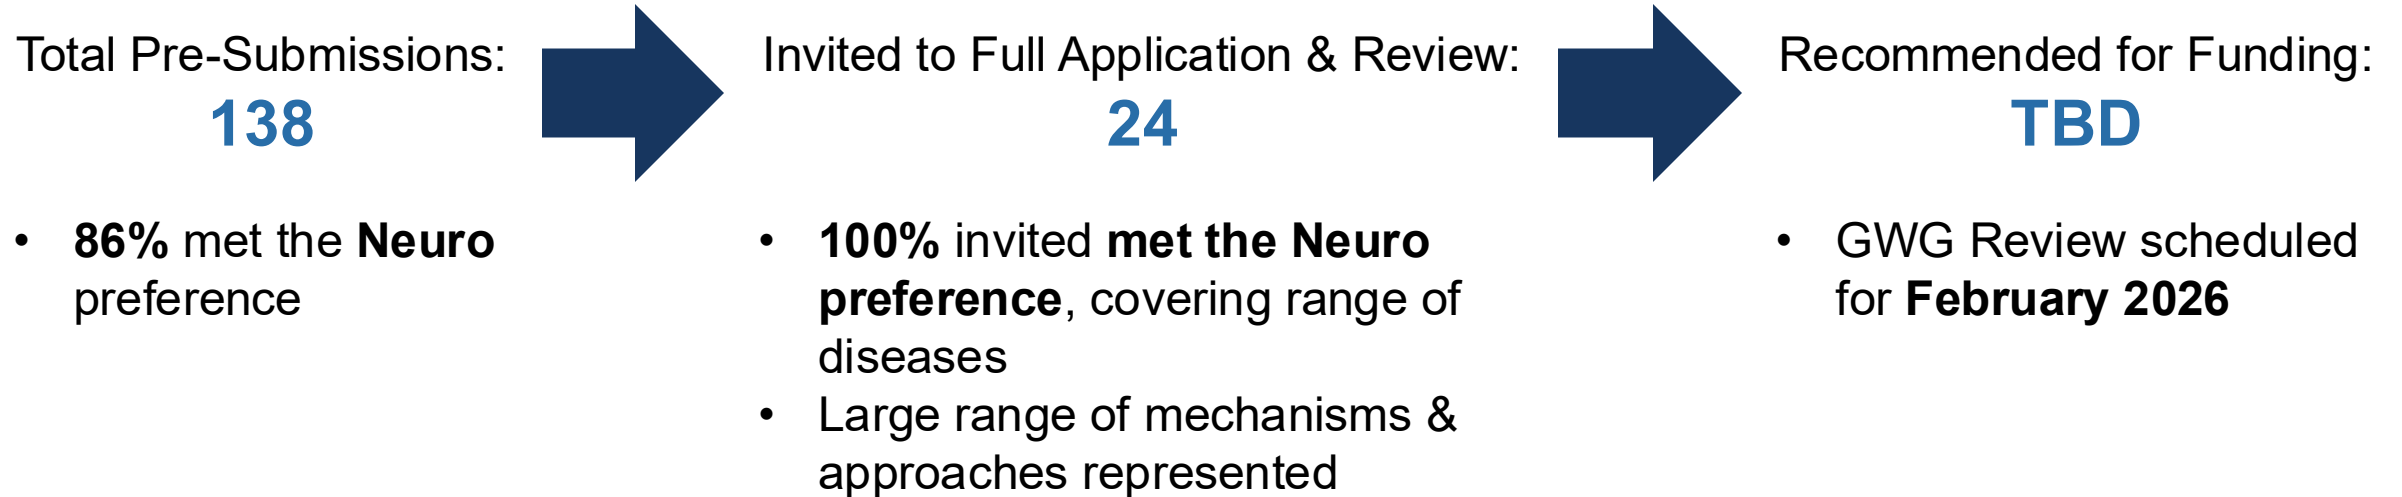 Total Pre-Submissions:
138
• 86% met the Neuro
preference
Invited to Full Application & Review:
24
• 100% invited met the Neuro
preference, covering range of
diseases
• Large range of mechanisms &
approaches represented
Recommended for Funding:
TBD
• GWG Review scheduled
for February 2026